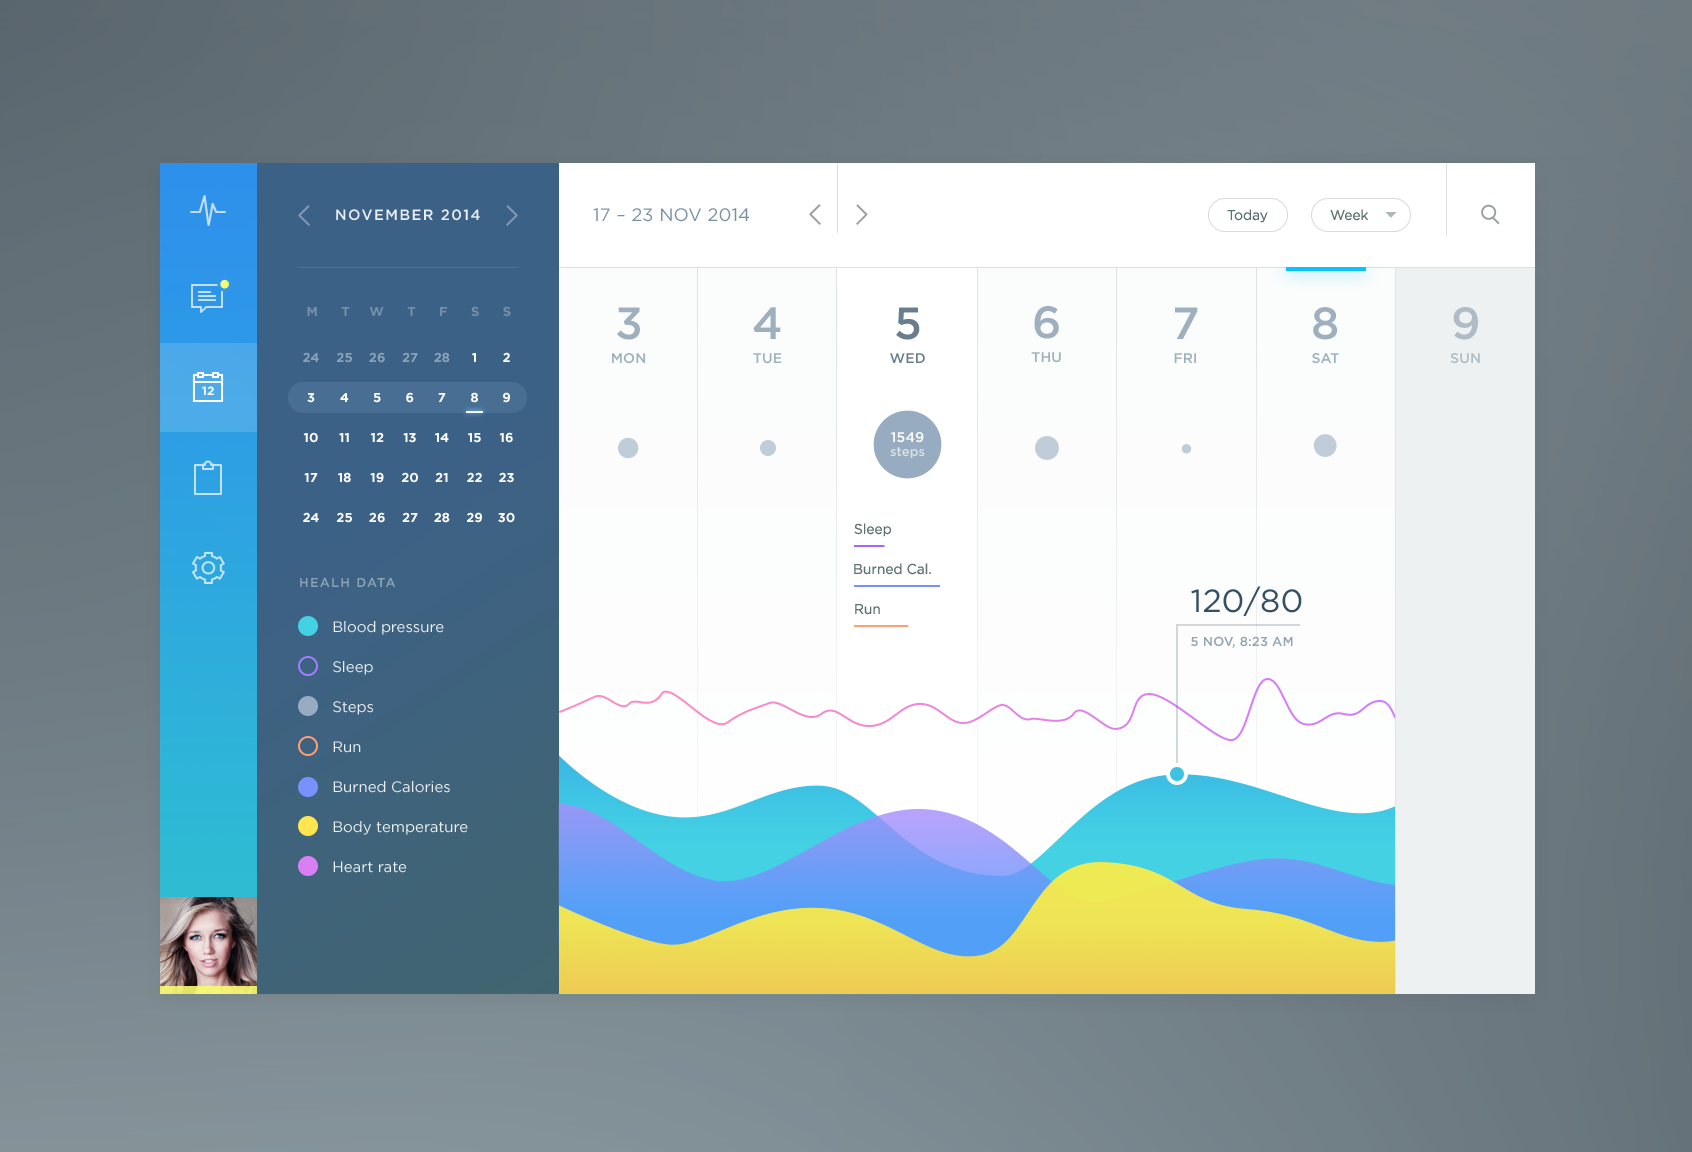 NOVEMBER 2014
M T W T F S S
24 25 26 27 28 1 2
3 4 5 6 7 8 9
10 11 12 13 14 15 16
17 18 19 20 21 22 23
24 25 26 27 28 29 30
12
HEALH DATA
Blood pressure
Sleep
Steps
Run
Burned Calories
Body temperature
Heart rate
17 – 23 NOV 2014
Today
Week
3 4 5 6 7 8 9
MON TUE WED THU FRI SAT SUN
1549
steps
Sleep
Burned Cal.
Run
120/80
5 NOV, 8:23 AM